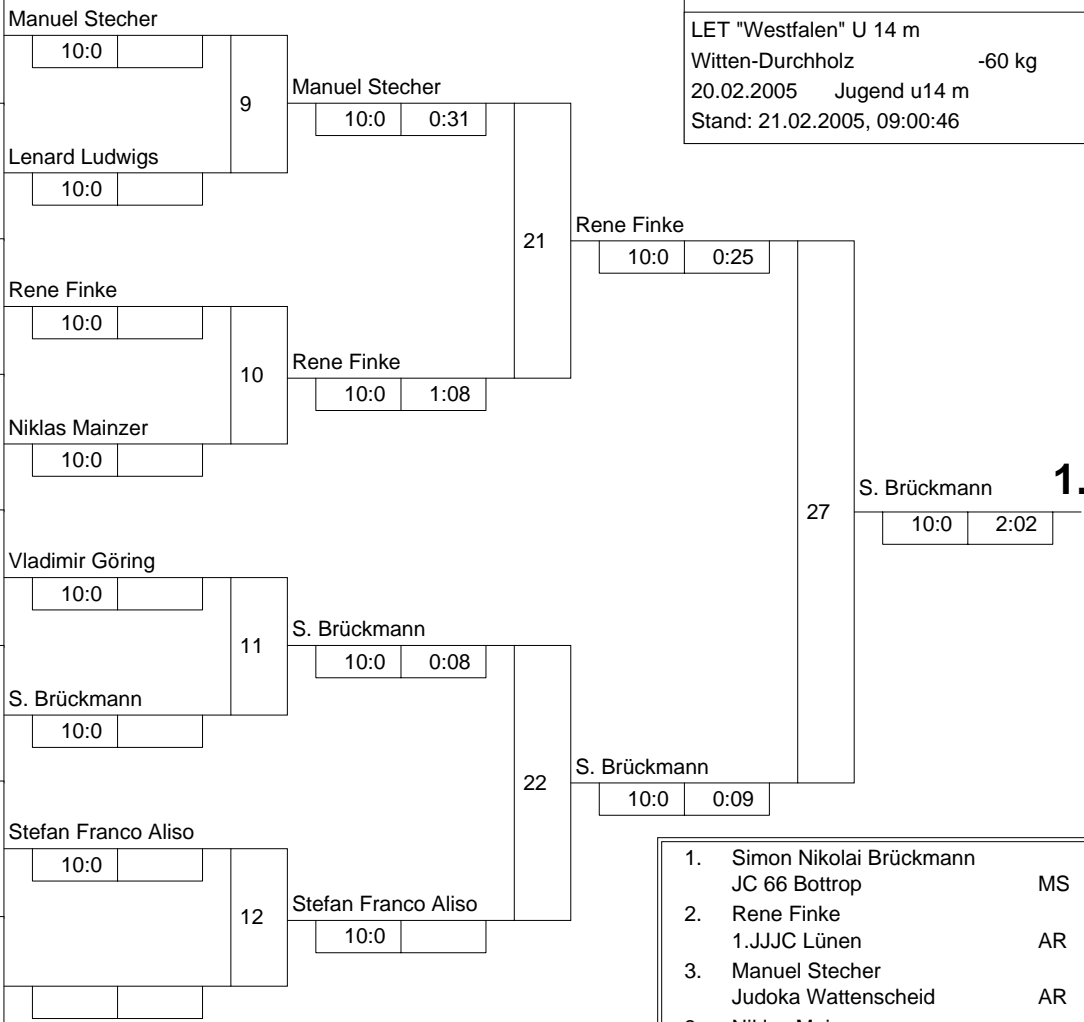 Manuel Stecher
10:0
9
Lenard Ludwigs
10:0
Manuel Stecher
10:0 0:31
Rene Finke
10:0
10
Niklas Mainzer
10:0
Rene Finke
10:0 1:08
21
Rene Finke
10:0 0:25
Vladimir Göring
10:0
11
S. Brückmann
10:0
S. Brückmann
10:0 0:08
Stefan Franco Aliso
10:0
12
Stefan Franco Aliso
10:0
22
S. Brückmann
10:0 0:09
27
S. Brückmann 1.
10:0 2:02
LET "Westfalen" U 14 m
Witten-Durchholz -60 kg
20.02.2005 Jugend u14 m
Stand: 21.02.2005, 09:00:46
1. Simon Nikolai Brückmann
JC 66 Bottrop MS
2. Rene Finke
1.JJJC Lünen AR
3. Manuel Stecher
Judoka Wattenscheid AR